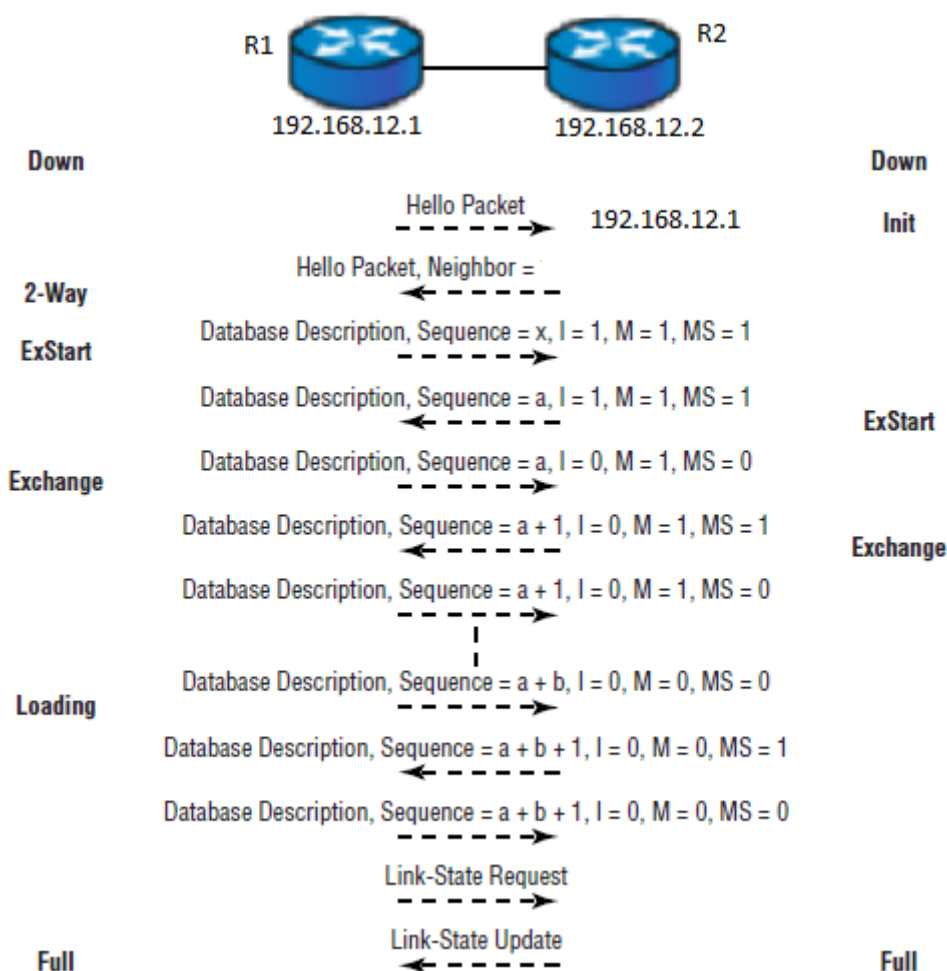 R1
R2
192.168.12.1
192.168.12.2
Down
Down
Hello Packet
192.168.12.1
Init
Hello Packet, Neighbor =
2-Way
Database Description, Sequence = x, I = 1, M = 1, MS = 1
ExStart
Database Description, Sequence = a, I = 1, M = 1, MS = 1
ExStart
Database Description, Sequence = a, I = 0, M = 1, MS = 0
Exchange
Database Description, Sequence = a + 1, I = 0, M = 1, MS = 1
Exchange
Database Description, Sequence = a + 1, I = 0, M = 1, MS = 0
Database Description, Sequence = a + b, I = 0, M = 0, MS = 0
Loading
Database Description, Sequence = a + b + 1, I = 0, M = 0, MS = 1
Database Description, Sequence = a + b + 1, I = 0, M = 0, MS = 0
Link-State Request
Link-State Update
Full
Full